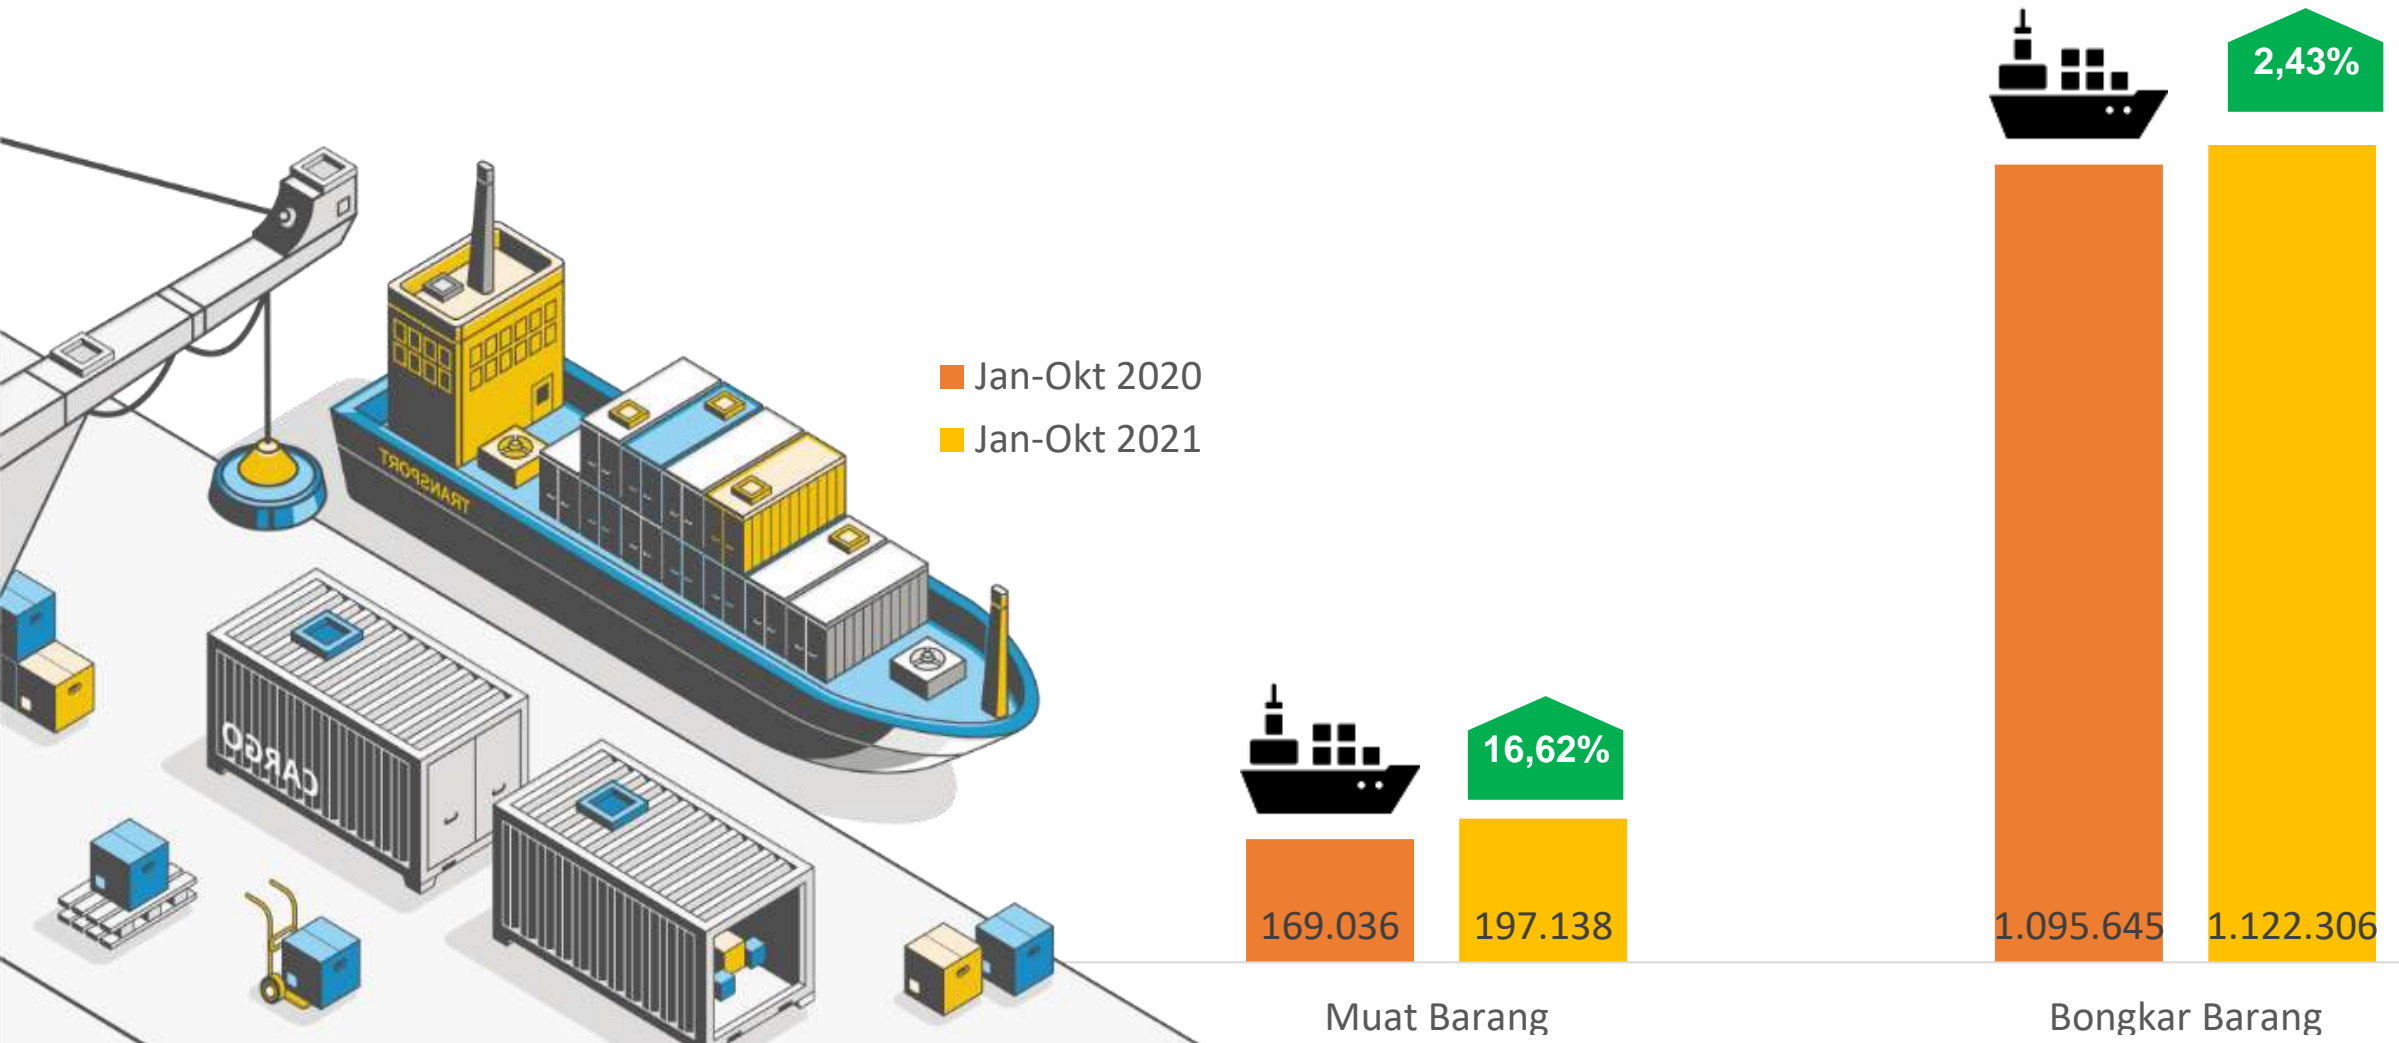 2,43%
TRANSPORT
Jan-Okt 2020
Jan-Okt 2021
16,62%
CARGO
169.036
197.138
1.095.645
1.122.306
Muat Barang
Bongkar Barang